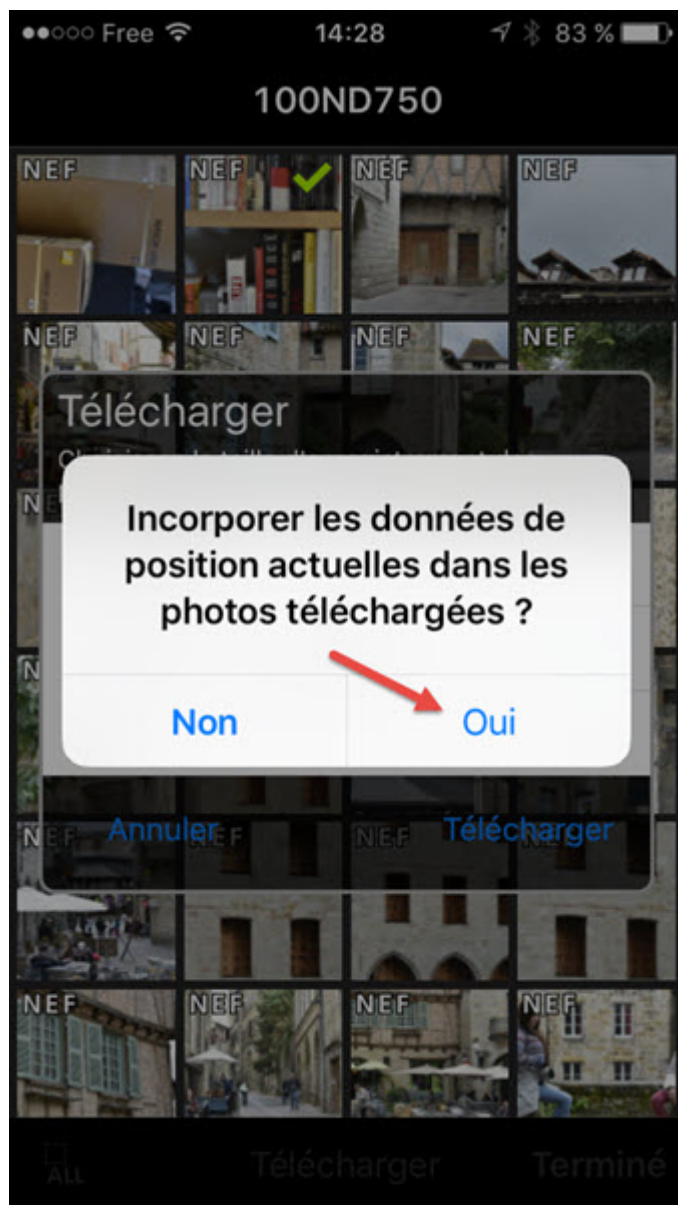 Free 14:28 83 %
100ND750
NEF NEF NEF NEF
NEF NEF NEF NEF
Télécharger
Incorporer les données de
position actuelles dans les
photos téléchargées ?
Non Oui
Annuler Télécharger
NEF NEF NEF NEF
NEF NEF NEF NEF
ALL Télécharger Terminé